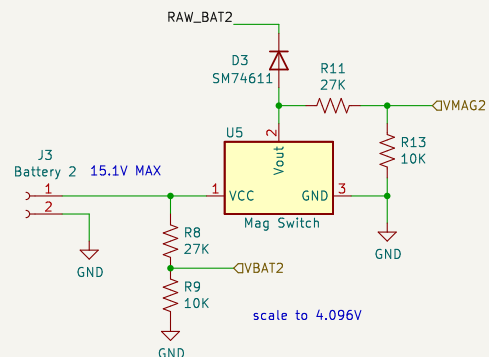 RAW_BAT2
D3
SM74611
R11
27K
VMAG2
U5
2
Vout
R13
10K
J3
Battery 2
15.1V MAX
1
2
1
VCC
GND
3
Mag Switch
GND
GND
R8
27K
VBAT2
R9
10K
scale to 4.096V
GND